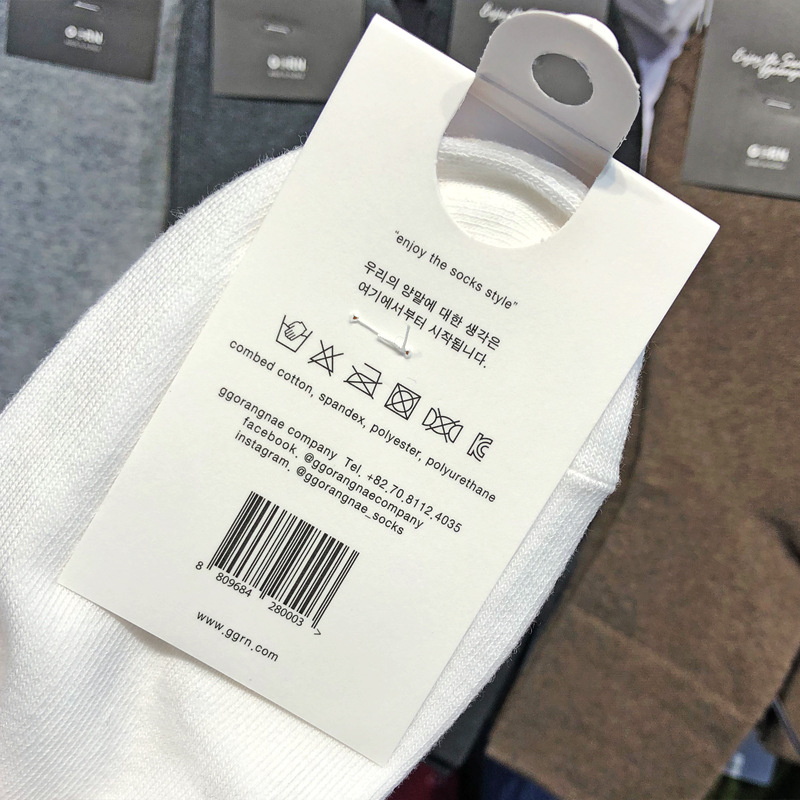 "enjoy the socks style"
우리의 양말에 대한 생각은
여기에서부터 시작됩니다.
combed cotton, spandex, polyester, polyurethane
ggorangnae company Tel. +82.70.8112.4035
facebook. @ggorangnaecompany
instagram. @ggorangnae_socks
8 809684 280003 >
www.ggrn.com